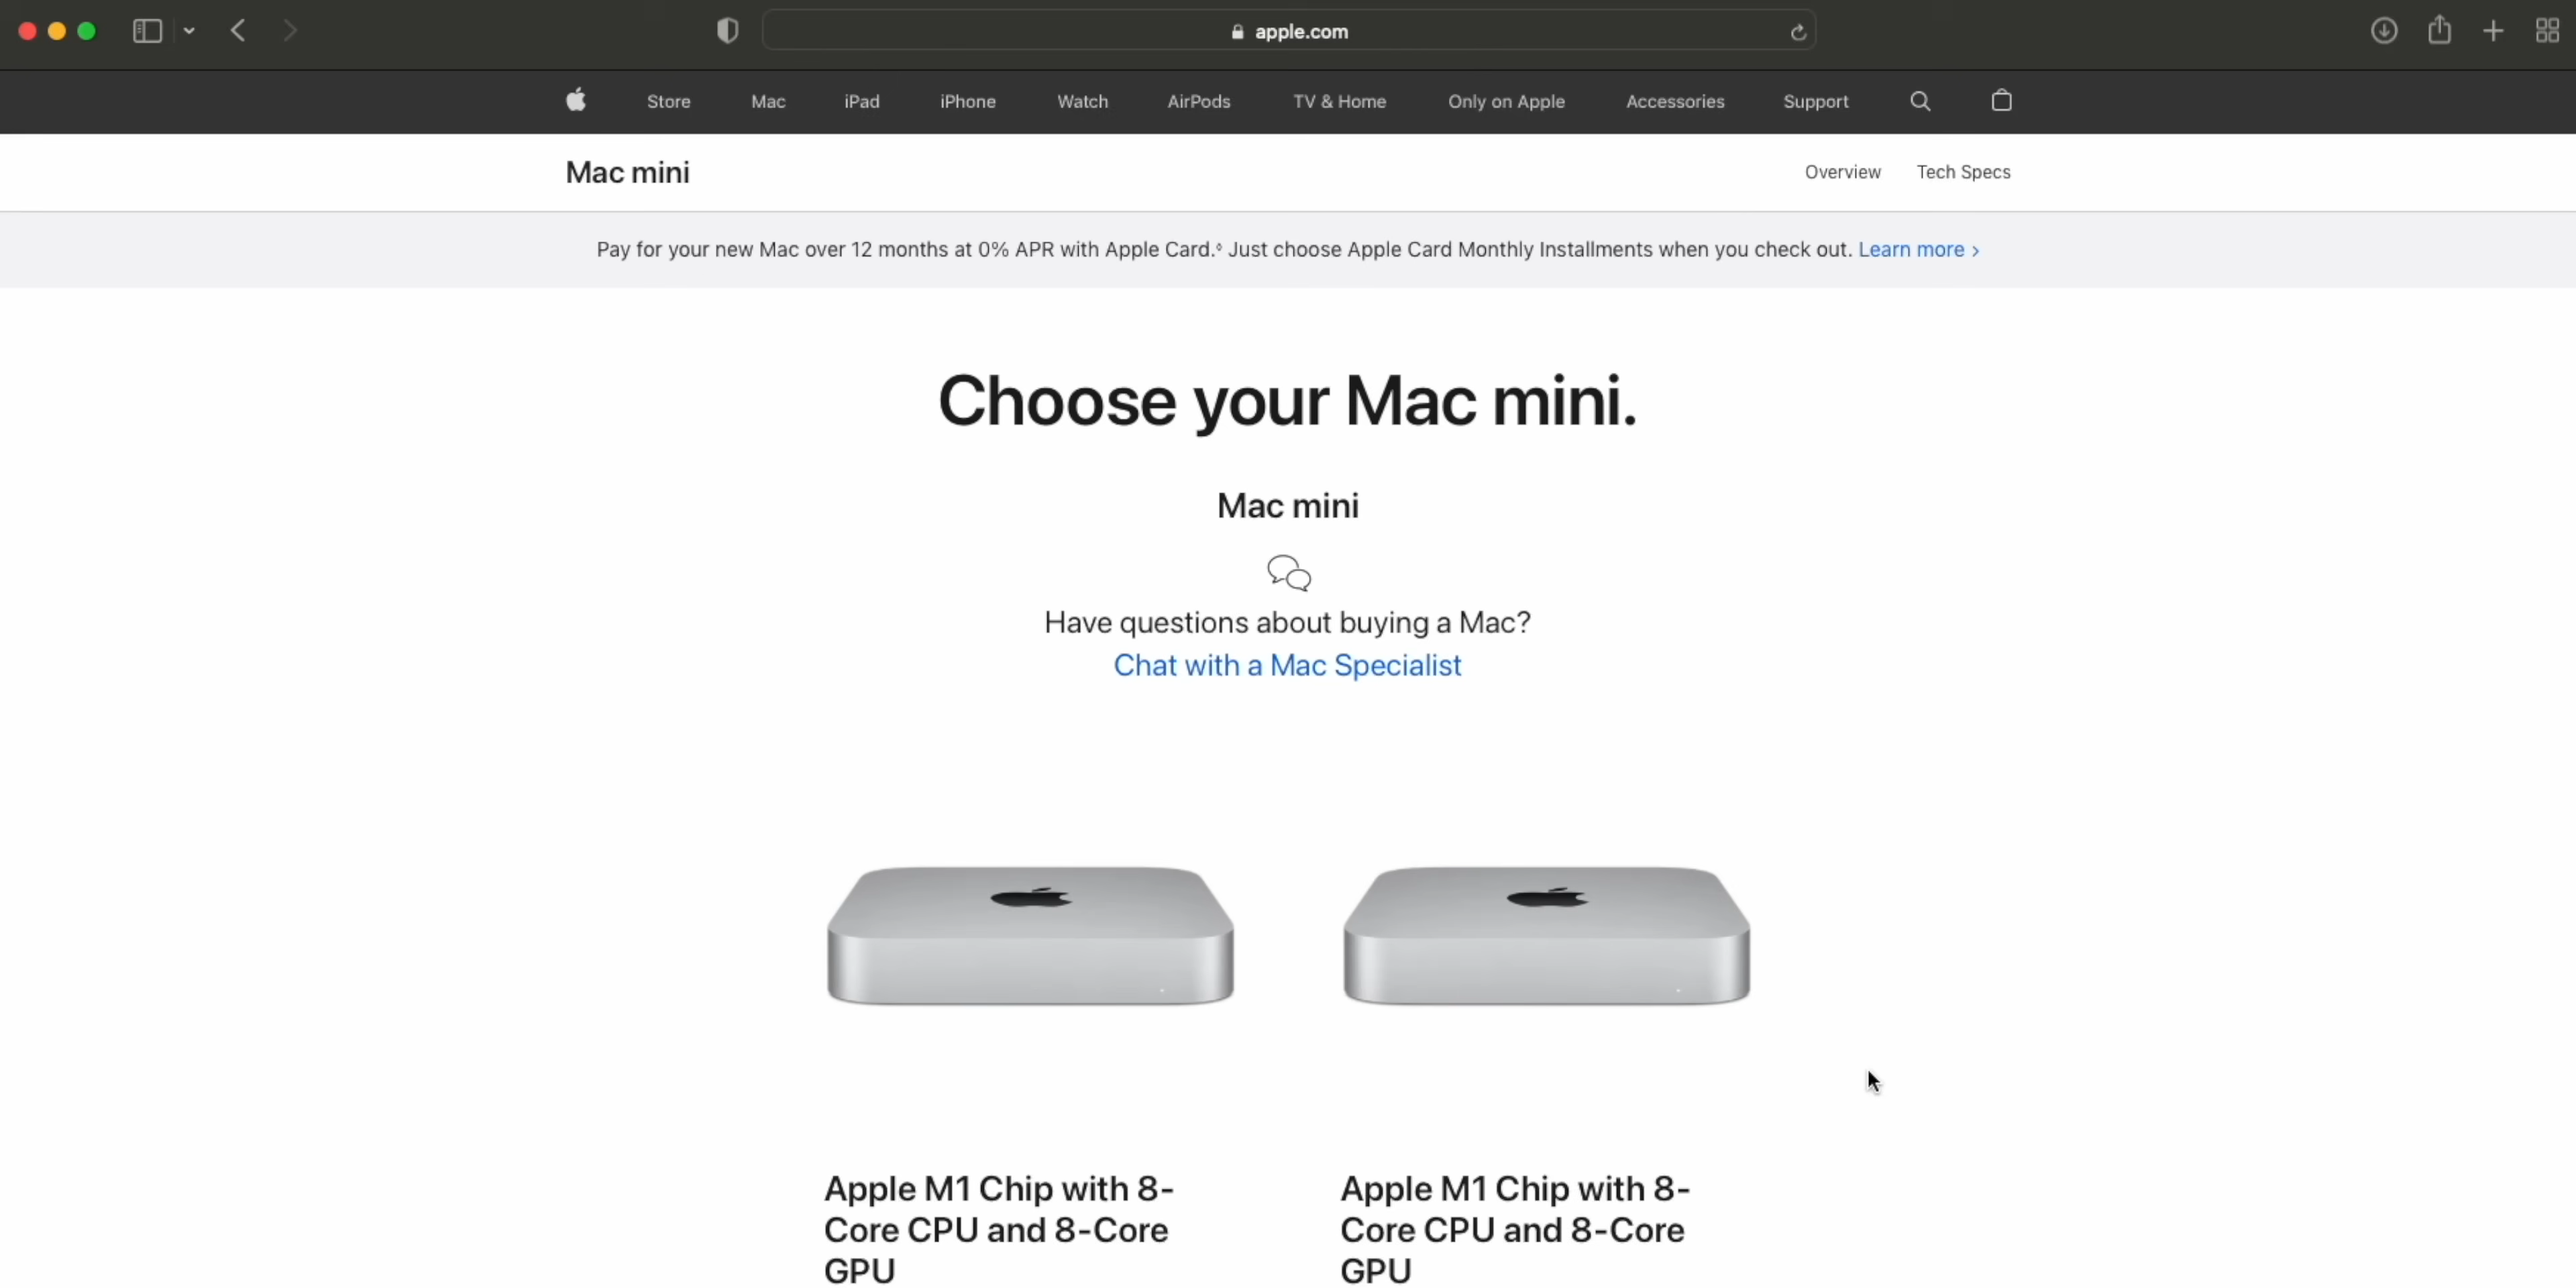 apple.com
Store Mac iPad iPhone Watch AirPods TV & Home Only on Apple Accessories Support
Mac mini Overview Tech Specs
Pay for your new Mac over 12 months at 0% APR with Apple Card.◊ Just choose Apple Card Monthly Installments when you check out. Learn more >
Choose your Mac mini.
Mac mini
Have questions about buying a Mac?
Chat with a Mac Specialist
Apple M1 Chip with 8-
Core CPU and 8-Core
GPU
Apple M1 Chip with 8-
Core CPU and 8-Core
GPU